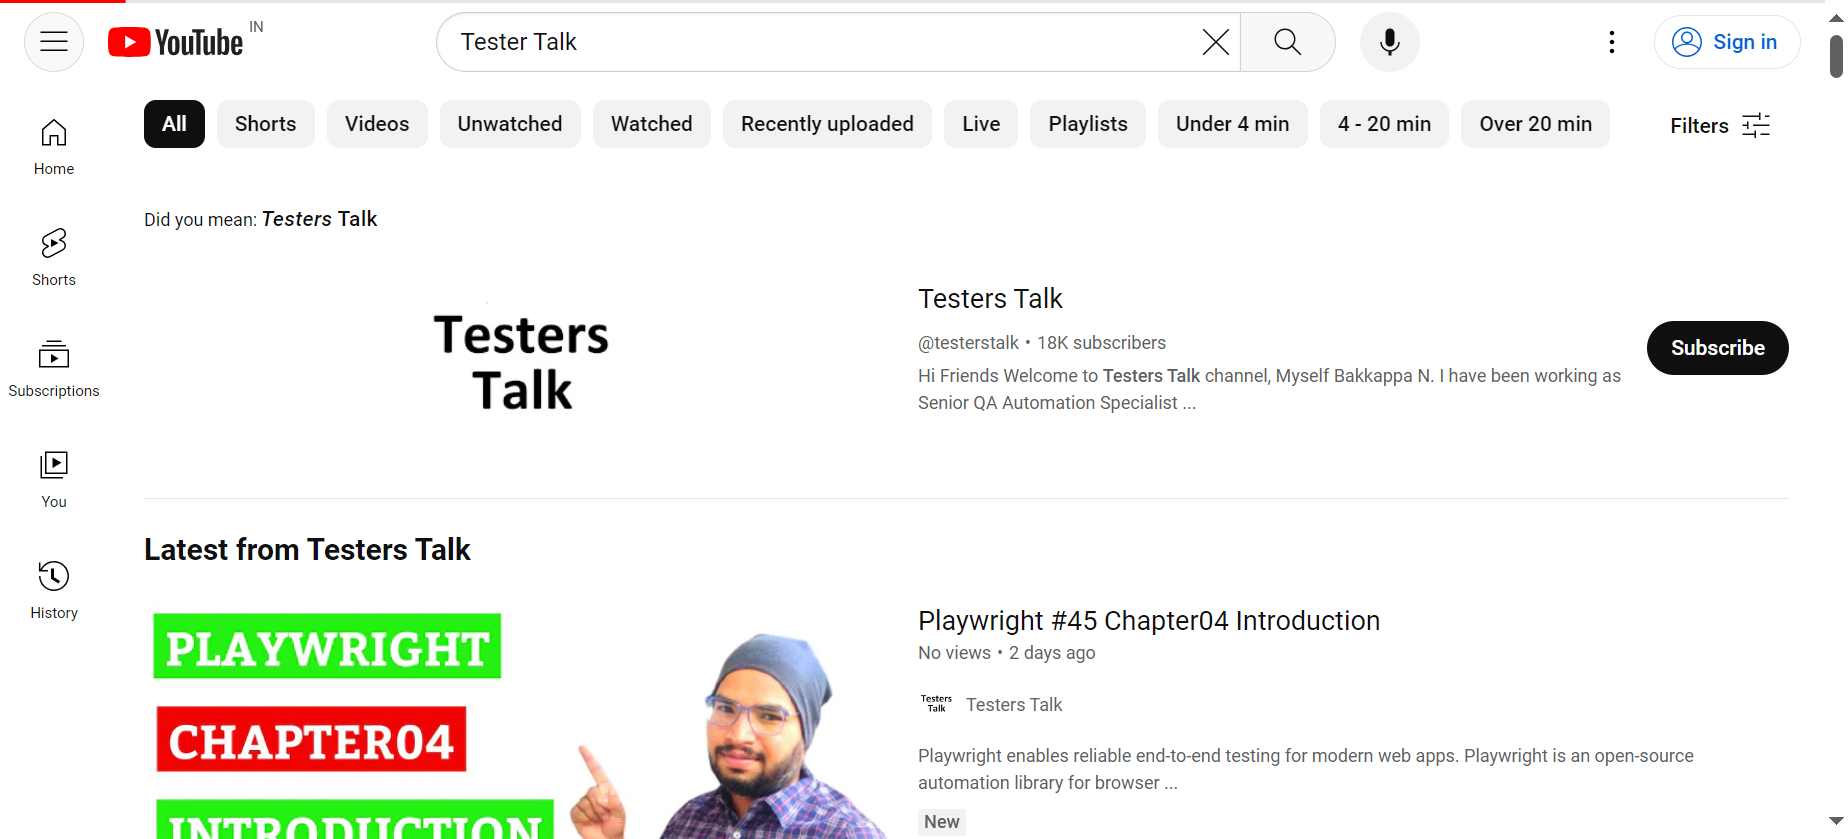 YouTube IN
Tester Talk
Sign in
All
Shorts
Videos
Unwatched
Watched
Recently uploaded
Live
Playlists
Under 4 min
4 - 20 min
Over 20 min
Filters
Home
Shorts
Subscriptions
You
History
Did you mean: Testers Talk
Testers
Talk
Testers Talk
@testerstalk • 18K subscribers
Hi Friends Welcome to Testers Talk channel, Myself Bakkappa N. I have been working as
Senior QA Automation Specialist ...
Subscribe
Latest from Testers Talk
PLAYWRIGHT
CHAPTER04
INTRODUCTION
Playwright #45 Chapter04 Introduction
No views • 2 days ago
Testers
Talk
Testers Talk
Playwright enables reliable end-to-end testing for modern web apps. Playwright is an open-source
automation library for browser ...
New